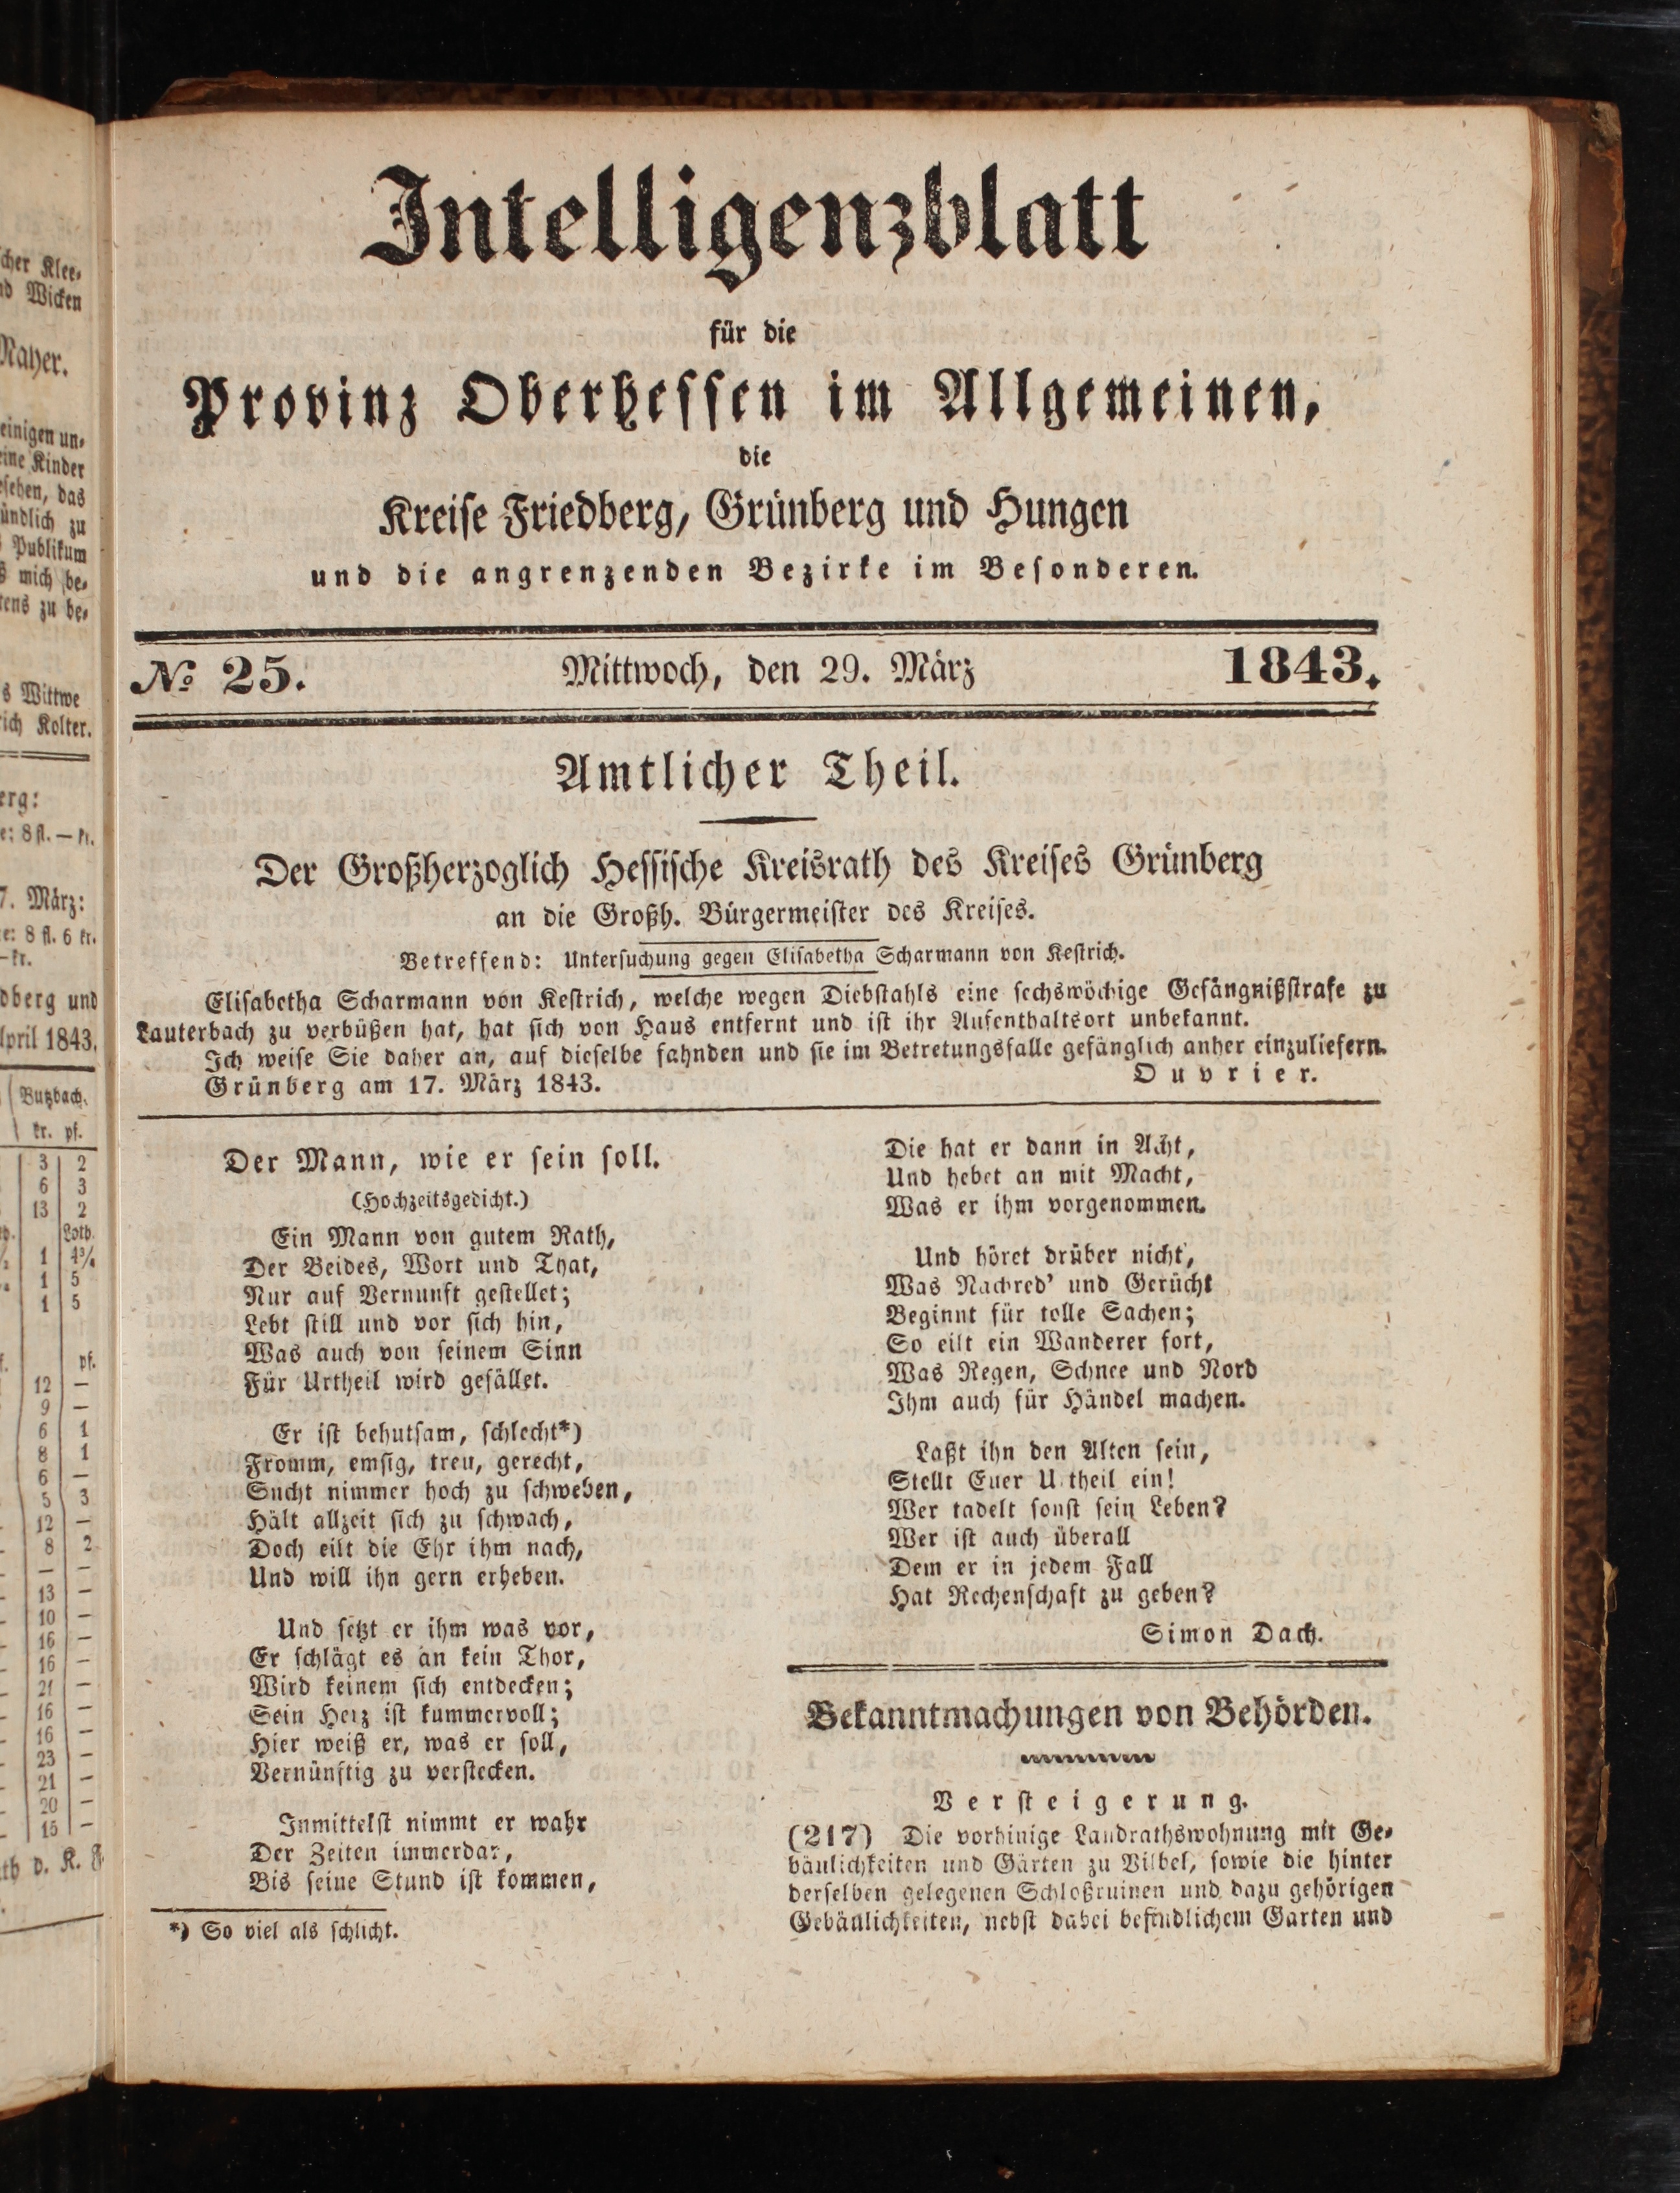 Intelligenzblatt
für die
Provinz Oberhessen im Allgemeinen,
die
Kreise Friedberg, Grünberg und Hungen
und die angrenzenden Bezirke im Besonderen.
№ 25. Mittwoch, den 29. März 1843.
Amtlicher Theil.
Der Großherzoglich Hessische Kreisrath des Kreises Grünberg
an die Großh. Bürgermeister des Kreises.
Betreffend: Untersuchung gegen Elisabetha Scharmann von Kestrich.
Elisabetha Scharmann von Kestrich, welche wegen Diebstahls eine sechswöchige Gefängnißstrafe zu
Lauterbach zu verbüßen hat, hat sich von Haus entfernt und ist ihr Aufenthaltsort unbekannt.
Ich weise Sie daher an, auf dieselbe fahnden und sie im Betretungsfalle gefänglich anher einzuliefern.
Grünberg am 17. März 1843. Ouvrier.
Der Mann, wie er sein soll.
(Hochzeitsgedicht.)
Ein Mann von gutem Rath,
Der Beides, Wort und That,
Nur auf Vernunft gestellet;
Lebt still und vor sich hin,
Was auch von seinem Sinn
Für Urtheil wird gefället.
Er ist behutsam, schlecht*)
Fromm, emsig, treu, gerecht,
Sucht nimmer hoch zu schweben,
Hält allzeit sich zu schwach,
Doch eilt die Ehr ihm nach,
Und will ihn gern erheben.
Und setzt er ihm was vor,
Er schlägt es an kein Thor,
Wird keinem sich entdecken;
Sein Herz ist kummervoll;
Hier weiß er, was er soll,
Vernünftig zu verstecken.
Inmittelst nimmt er wahr
Der Zeiten immerdar,
Bis seine Stund ist kommen,
*) So viel als schlicht.
Die hat er dann in Acht,
Und hebet an mit Macht,
Was er ihm vorgenommen.
Und höret drüber nicht,
Was Nachred' und Gerücht
Beginnt für tolle Sachen;
So eilt ein Wanderer fort,
Was Regen, Schnee und Nord
Ihm auch für Händel machen.
Laßt ihn den Alten sein,
Stellt Euer U theil ein!
Wer tadelt sonst sein Leben?
Wer ist auch überall
Dem er in jedem Fall
Hat Rechenschaft zu geben?
Simon Dach.
Bekanntmachungen von Behörden.
Versteigerung.
(217) Die vorhinige Landrathswohnung mit Ge-
bäulichkeiten und Gärten zu Vilbel, sowie die hinter
derselben gelegenen Schloßruinen und dazu gehörigen
Gebäulichkeiten, nebst dabei befindlichem Garten und